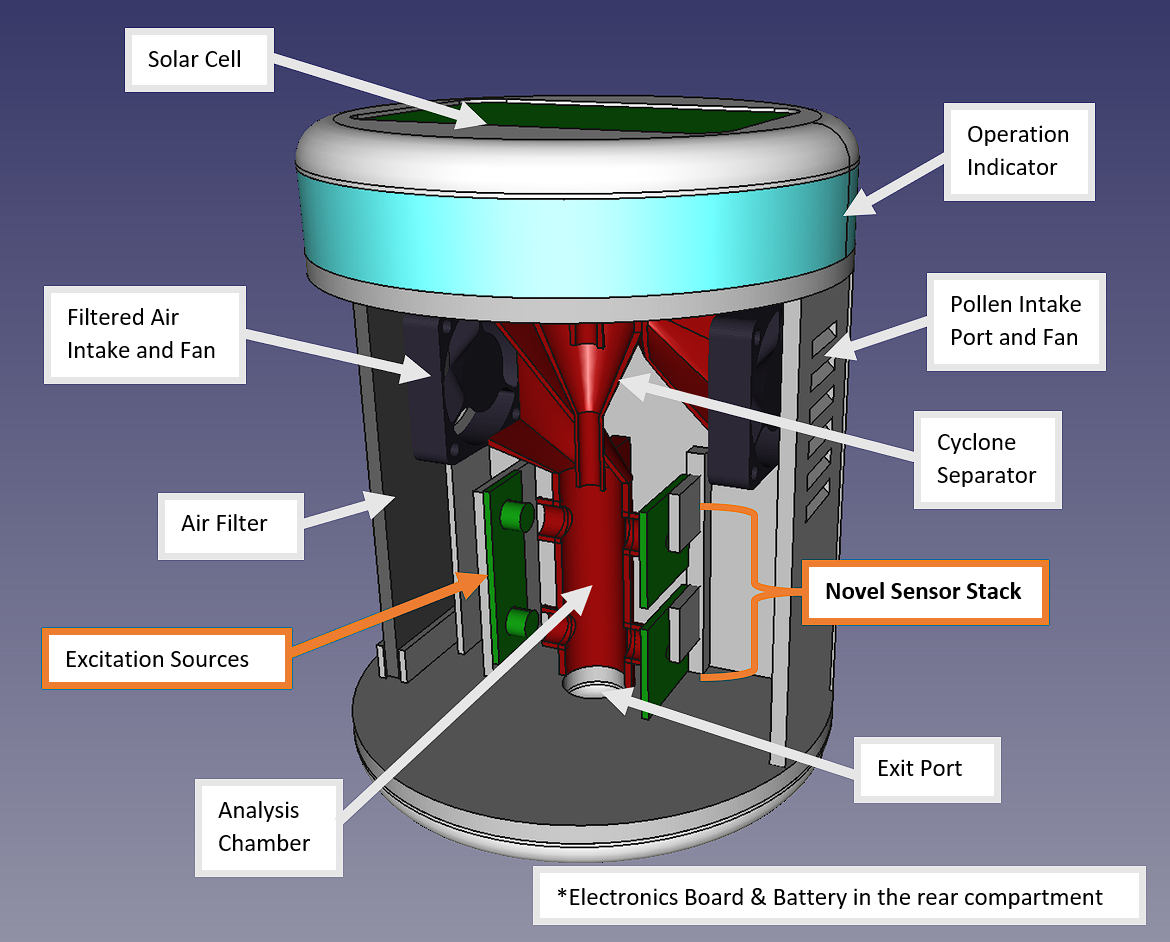 Solar Cell
Operation
Indicator
Filtered Air
Intake and Fan
Pollen Intake
Port and Fan
Cyclone
Separator
Air Filter
Novel Sensor Stack
Excitation Sources
Exit Port
Analysis
Chamber
*Electronics Board & Battery in the rear compartment